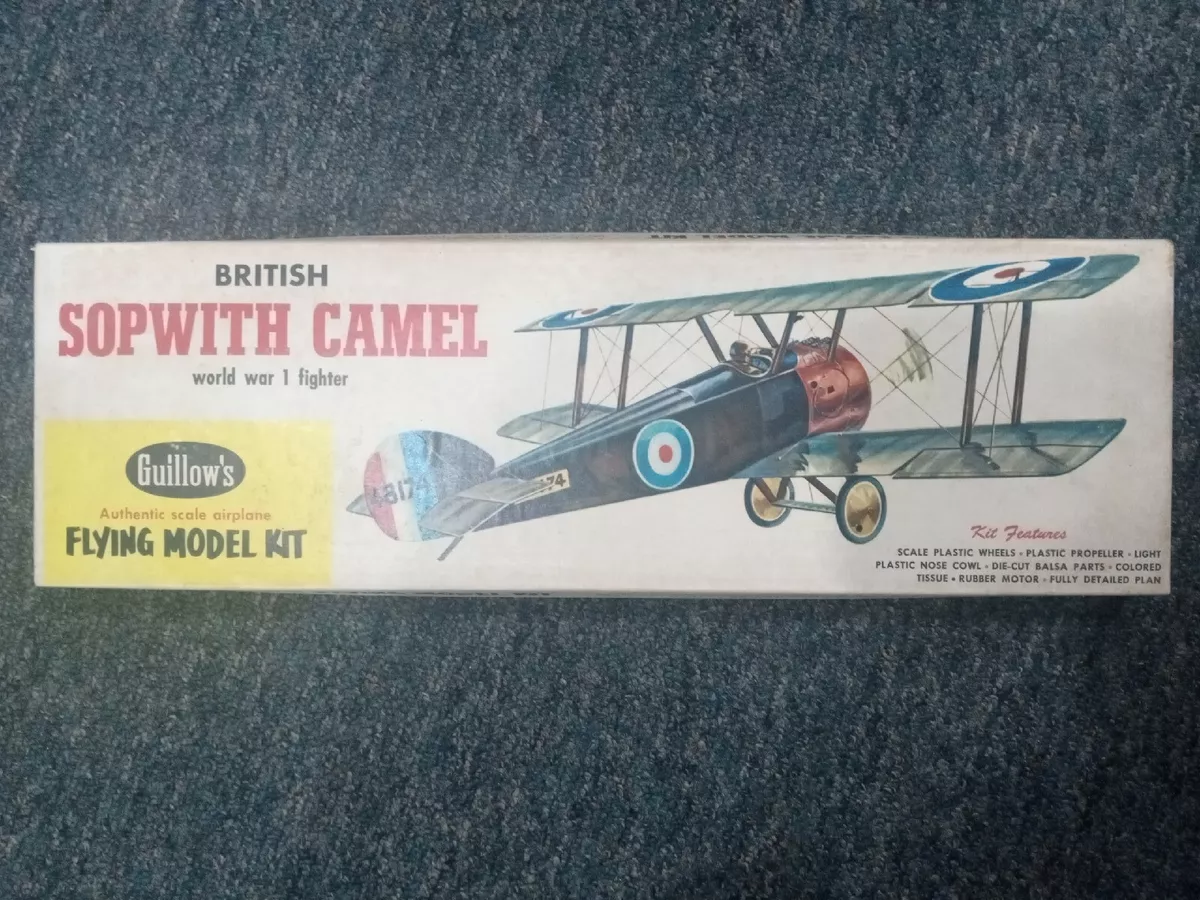 BRITISH
SOPWITH CAMEL
world war 1 fighter
Guillow's
Authentic scale airplane
FLYING MODEL KIT
74
Kit Features
SCALE PLASTIC WHEELS • PLASTIC PROPELLER • LIGHT
PLASTIC NOSE COWL • DIE-CUT BALSA PARTS • COLORED
TISSUE • RUBBER MOTOR • FULLY DETAILED PLAN